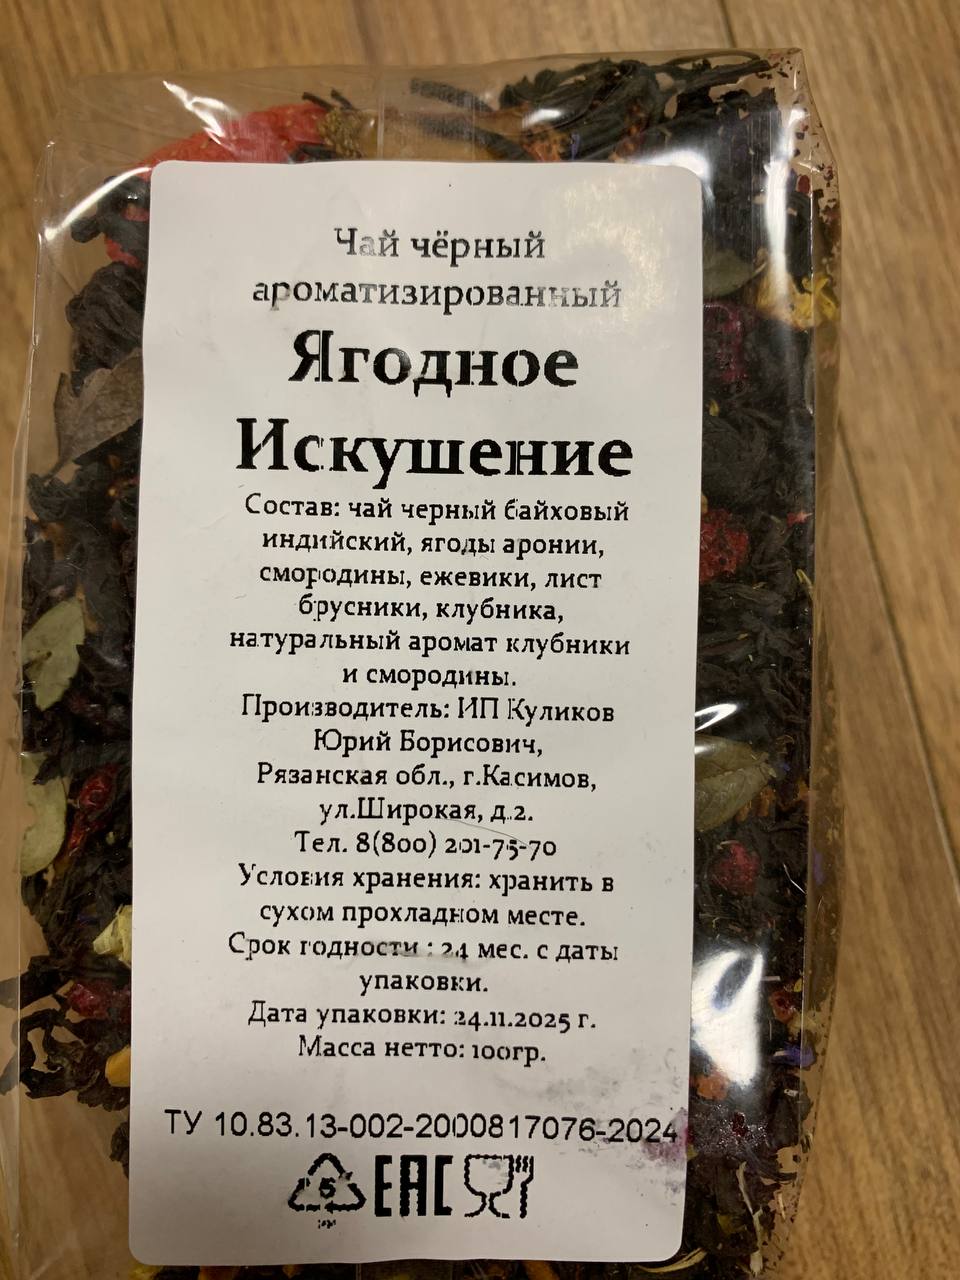 Чай чёрный
ароматизированный
Ягодное
Искушение
Состав: чай черный байховый
индийский, ягоды аронии,
смородины, ежевики, лист
брусники, клубника,
натуральный аромат клубники
и смородины.
Производитель: ИП Куликов
Юрий Борисович,
Рязанская обл., г.Касимов,
ул.Широкая, д.2.
Тел. 8(800) 201-75-70
Условия хранения: хранить в
сухом прохладном месте.
Срок годности : 24 мес. с даты
упаковки.
Дата упаковки: 24.11.2025 г.
Масса нетто: 100гр.
ТУ 10.83.13-002-2000817076-2024
5 EAC